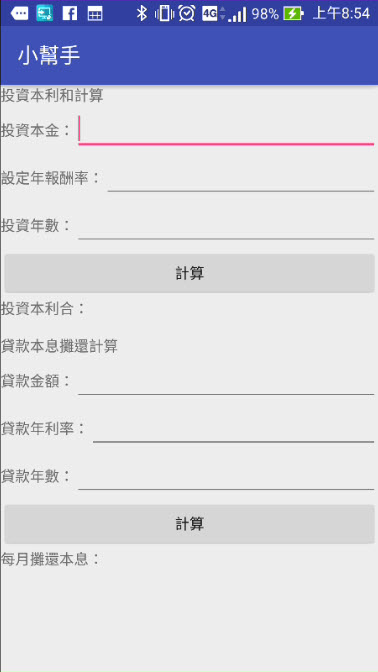 4G 98% 上午8:54
小幫手
投資本利和計算
投資本金：
設定年報酬率：
投資年數：
計算
投資本利合：
貸款本息攤還計算
貸款金額：
貸款年利率：
貸款年數：
計算
每月攤還本息：